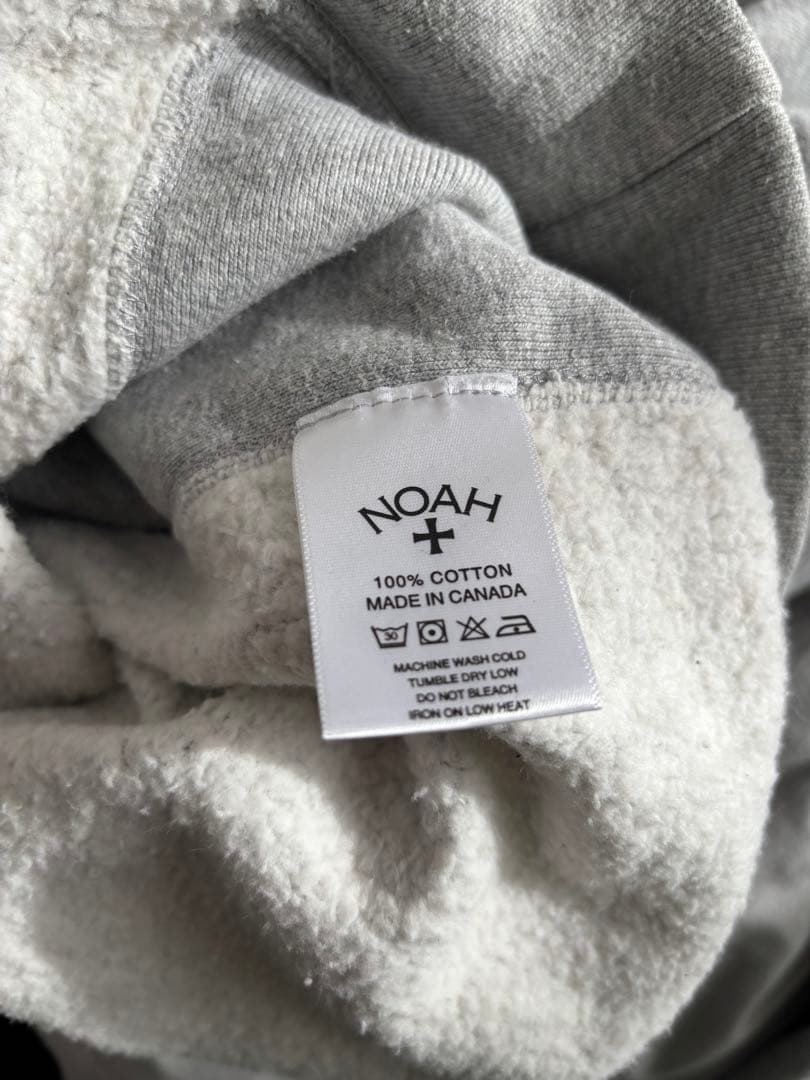 NOAH
100% COTTON
MADE IN CANADA
30
MACHINE WASH COLD
TUMBLE DRY LOW
DO NOT BLEACH
IRON ON LOW HEAT